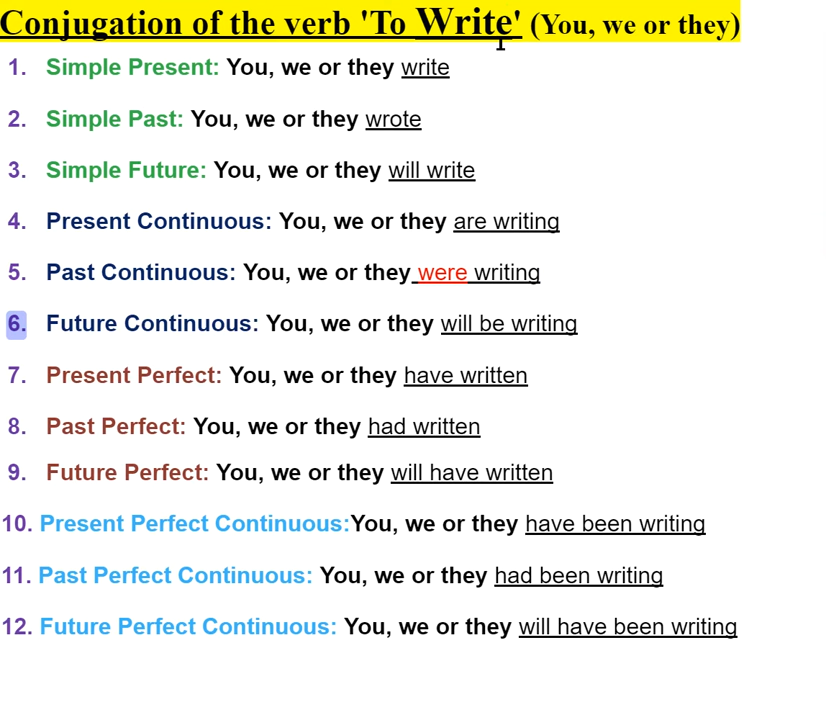 Conjugation of the verb 'To Write' (You, we or they)
1. Simple Present: You, we or they write
2. Simple Past: You, we or they wrote
3. Simple Future: You, we or they will write
4. Present Continuous: You, we or they are writing
5. Past Continuous: You, we or they were writing
6. Future Continuous: You, we or they will be writing
7. Present Perfect: You, we or they have written
8. Past Perfect: You, we or they had written
9. Future Perfect: You, we or they will have written
10. Present Perfect Continuous:You, we or they have been writing
11. Past Perfect Continuous: You, we or they had been writing
12. Future Perfect Continuous: You, we or they will have been writing